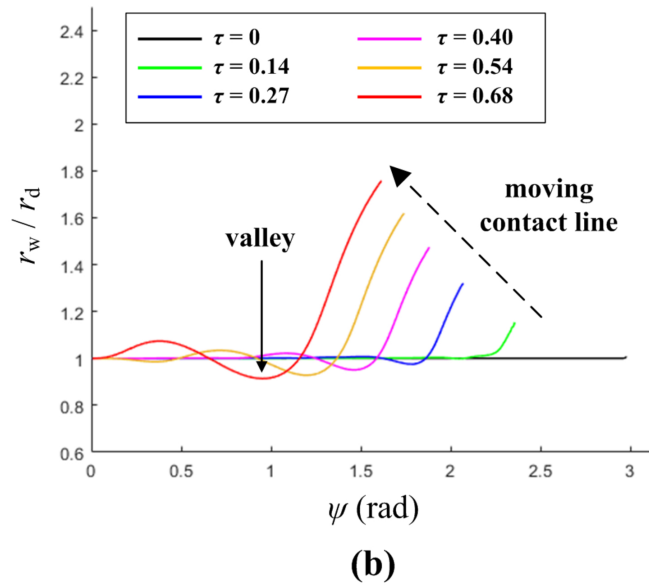 2.4
2.2
2
1.8
1.6
1.4
1.2
1
0.8
0.6
r_w / r_d
τ = 0
τ = 0.14
τ = 0.27
τ = 0.40
τ = 0.54
τ = 0.68
valley
moving
contact line
0 0.5 1 1.5 2 2.5 3
ψ (rad)
(b)